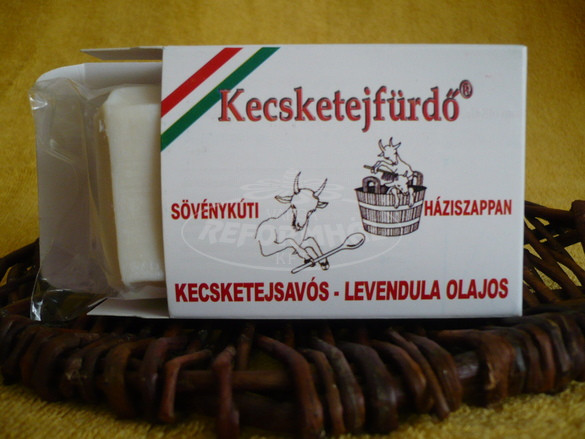 Kecsketejfürdő®
SÖVÉNYKÚTI
HÁZISZAPPAN
KECSKETEJSAVÓS - LEVENDULA OLAJOS